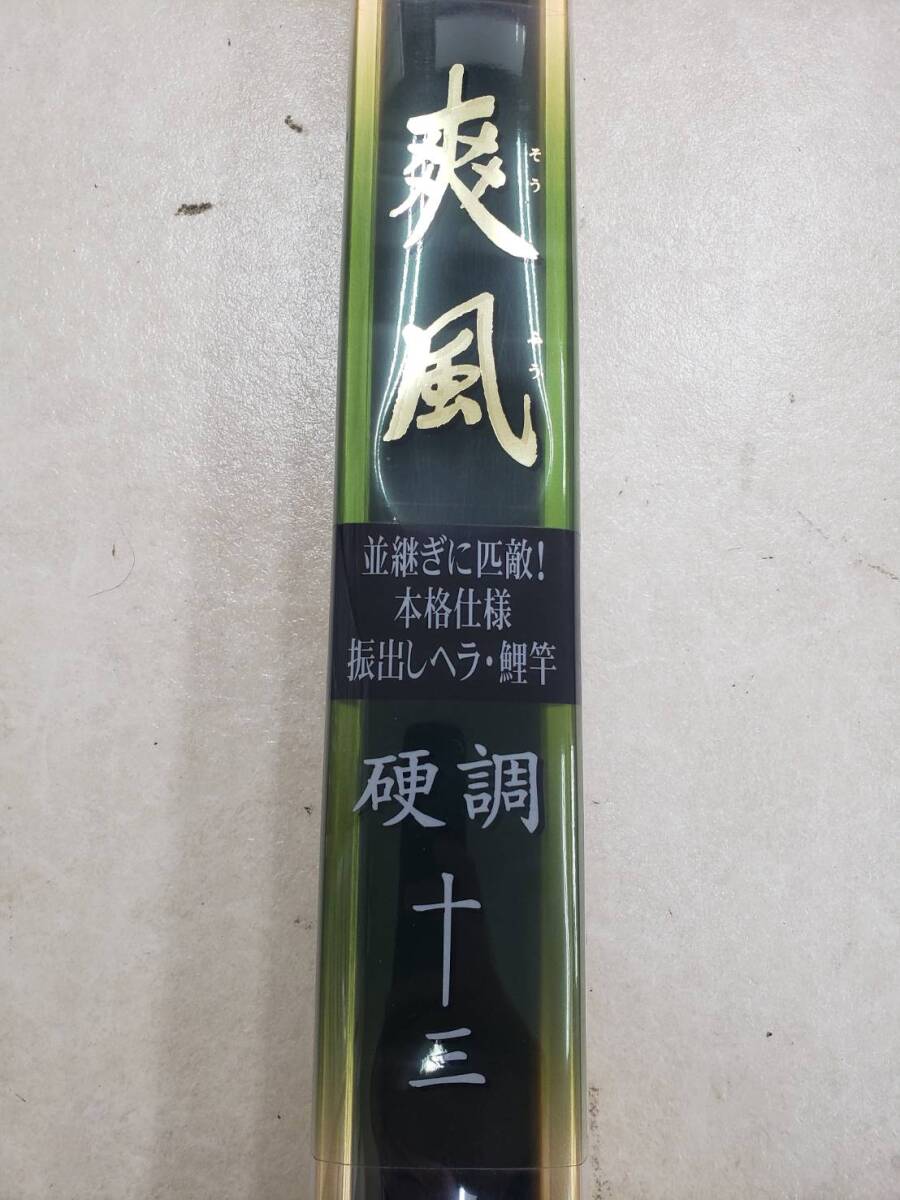 爽風
そうふう
並継ぎに匹敵!
本格仕様
振出しヘラ・鯉竿
硬調
十三